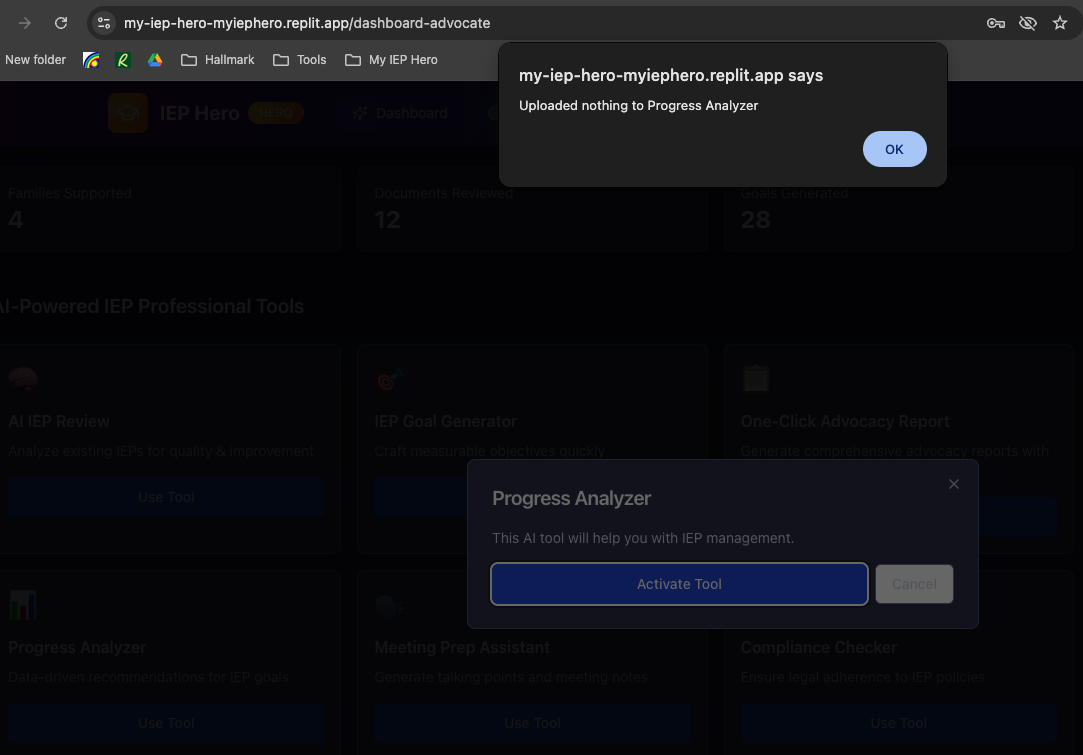 my-iep-hero-myiephero.replit.app/dashboard-advocate
New folder
R
Hallmark
Tools
My IEP Hero
my-iep-hero-myiephero.replit.app says
Uploaded nothing to Progress Analyzer
OK
IEP Hero
HERO
Dashboard
Families Supported
4
Documents Reviewed
12
Goals Generated
28
AI-Powered IEP Professional Tools
AI IEP Review
Analyze existing IEPs for quality & improvement
Use Tool
IEP Goal Generator
Craft measurable objectives quickly
One-Click Advocacy Report
Generate comprehensive advocacy reports with
Progress Analyzer
This AI tool will help you with IEP management.
Activate Tool
Cancel
Progress Analyzer
Data-driven recommendations for IEP goals
Use Tool
Meeting Prep Assistant
Generate talking points and meeting notes
Use Tool
Compliance Checker
Ensure legal adherence to IEP policies
Use Tool